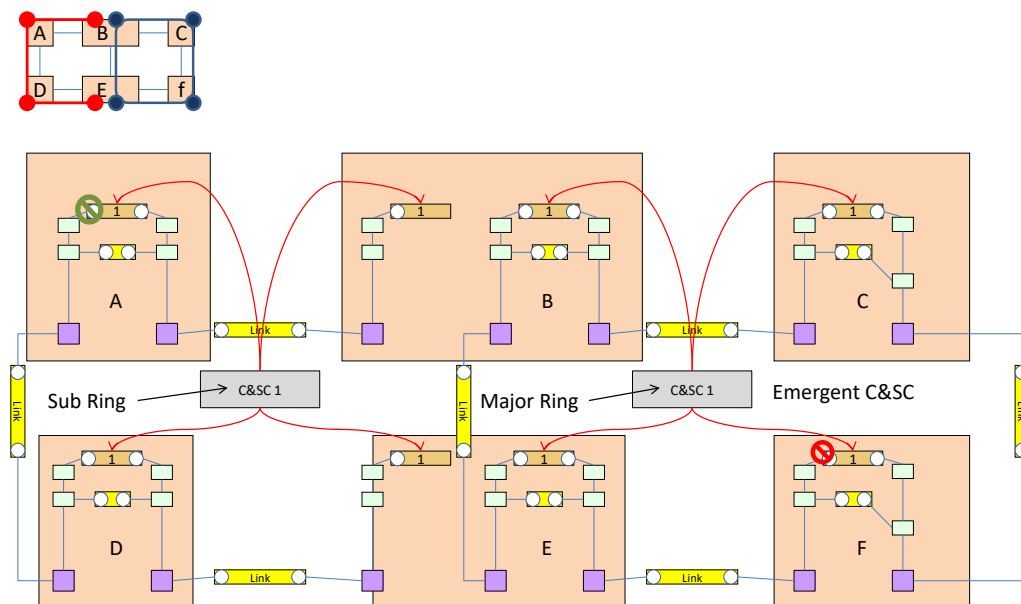 A B C
D E f
1 1 1 1
A B C
Link Link
Link Link Link
Sub Ring C&SC 1 Major Ring C&SC 1 Emergent C&SC
1 1 1 1
D E F
Link Link